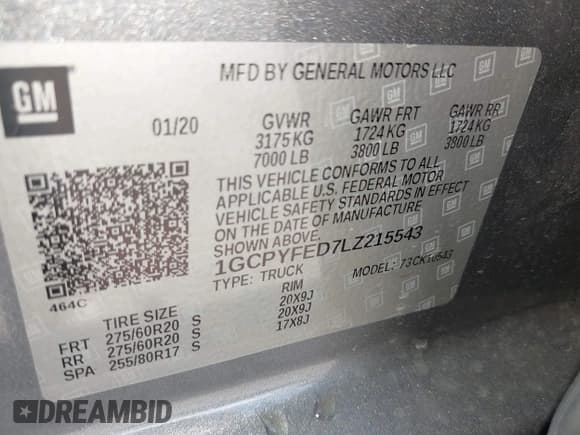 GM
MFD BY GENERAL MOTORS LLC
01/20 GVWR GAWR FRT GAWR RR
3175 KG 1724 KG 1724 KG
7000 LB 3800 LB 3800 LB
THIS VEHICLE CONFORMS TO ALL
APPLICABLE U.S. FEDERAL MOTOR
VEHICLE SAFETY STANDARDS IN EFFECT
ON THE DATE OF MANUFACTURE
SHOWN ABOVE.
1GCPYFED7LZ215543
TYPE: TRUCK MODEL: 73CK10543
464C
TIRE SIZE RIM
FRT 275/60R20 S 20X9J
RR 275/60R20 S 20X9J
SPA 255/80R17 S 17X8J
DREAMBID